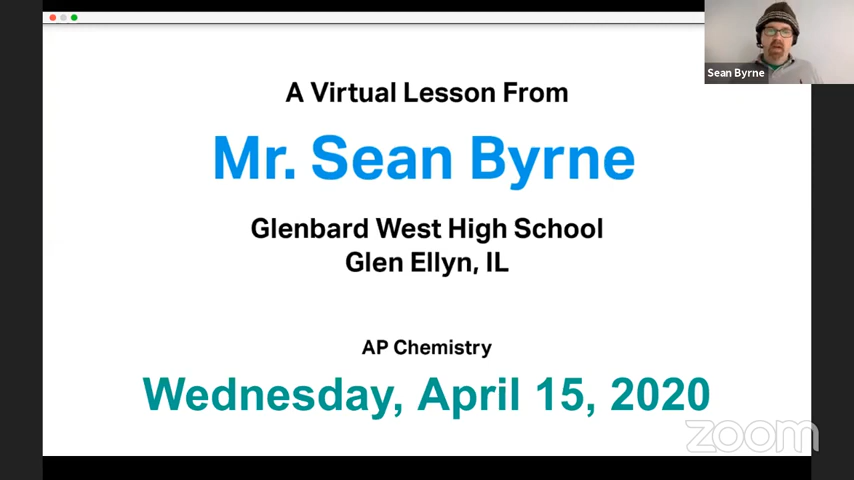 A Virtual Lesson From
Mr. Sean Byrne
Glenbard West High School
Glen Ellyn, IL
AP Chemistry
Wednesday, April 15, 2020
Sean Byrne
zoom